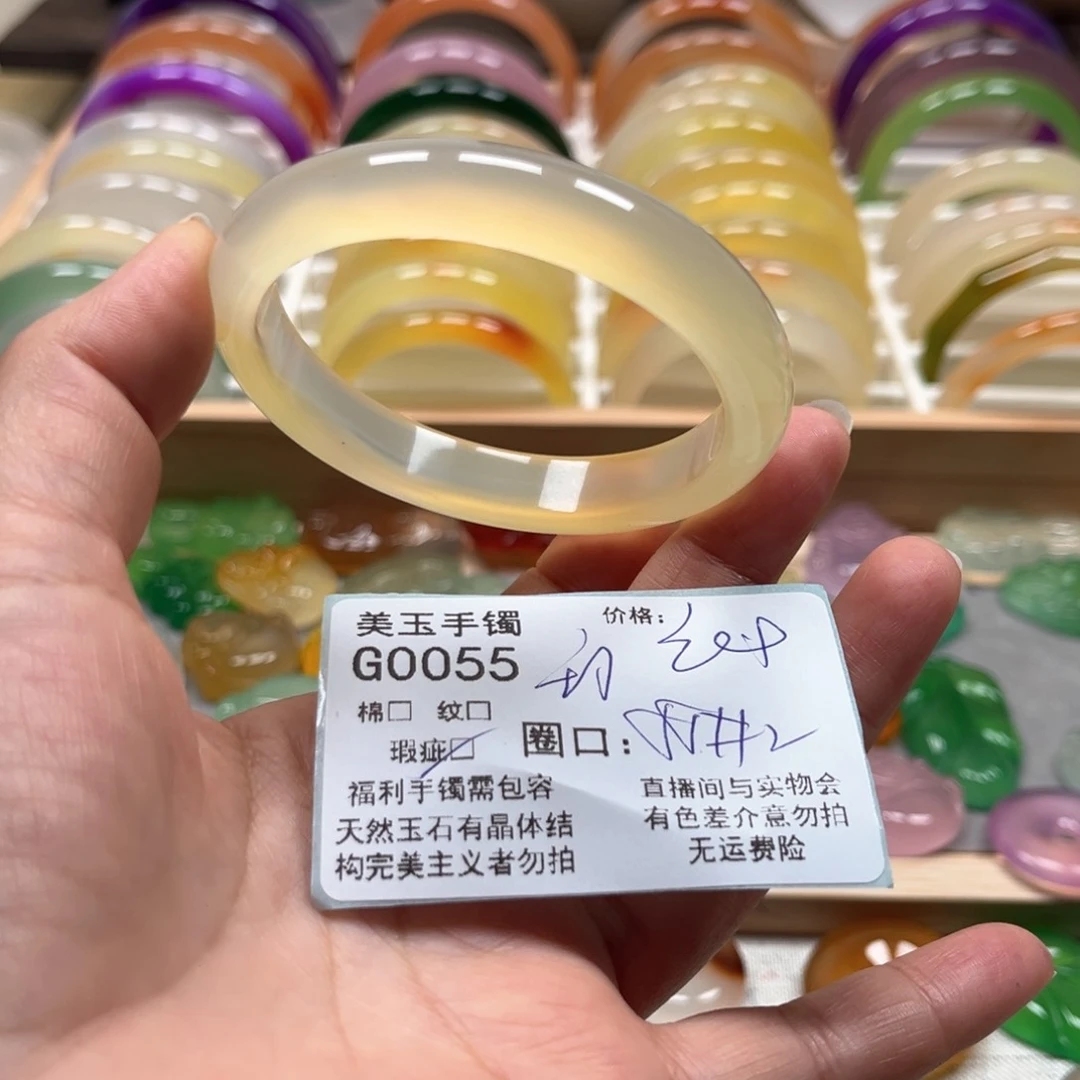 美玉手镯
价格：
G0055
棉□ 纹□
瑕疵□
圈口：
福利手镯需包容
天然玉石有晶体结
构完美主义者勿拍
直播间与实物会
有色差介意勿拍
无运费险